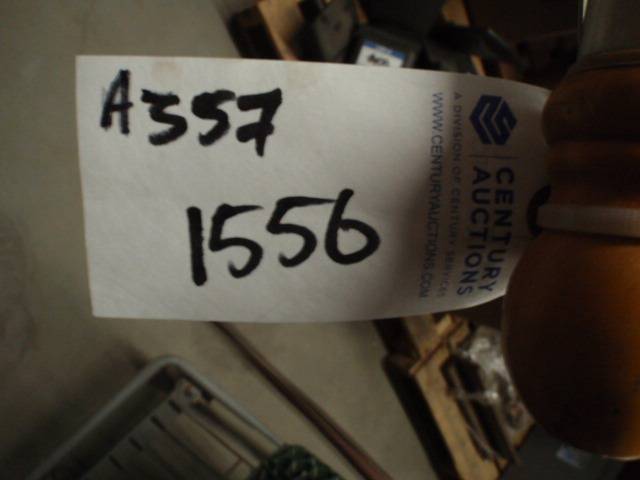 A357
1556
CENTURY
AUCTIONS
A DIVISION OF CENTURY SERVICES
WWW.CENTURYAUCTIONS.COM